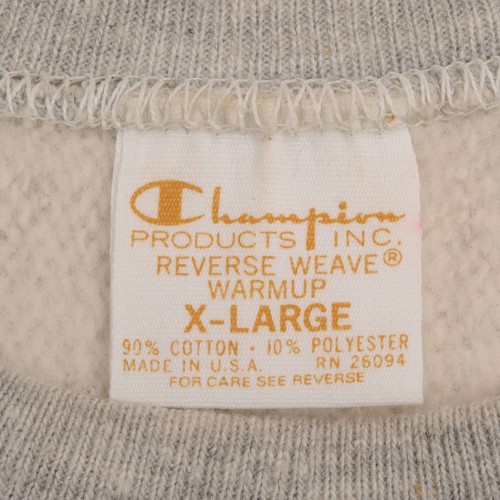 Champion
PRODUCTS INC.
REVERSE WEAVE®
WARMUP
X-LARGE
90% COTTON · 10% POLYESTER
MADE IN U.S.A. RN 26094
FOR CARE SEE REVERSE